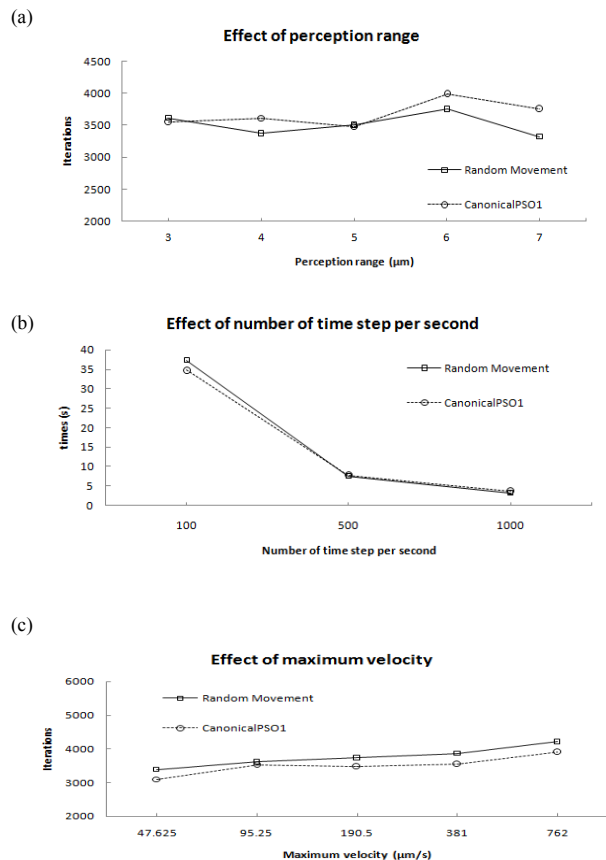 (a)
Effect of perception range
4500
4000
3500
3000
2500
2000
Iterations
Random Movement
CanonicalPSO1
3 4 5 6 7
Perception range (µm)
(b)
Effect of number of time step per second
40
35
30
25
20
15
10
5
0
times (s)
Random Movement
CanonicalPSO1
100 500 1000
Number of time step per second
(c)
Effect of maximum velocity
6000
5000
4000
3000
2000
Iterations
Random Movement
CanonicalPSO1
47.625 95.25 190.5 381 762
Maximum velocity (µm/s)